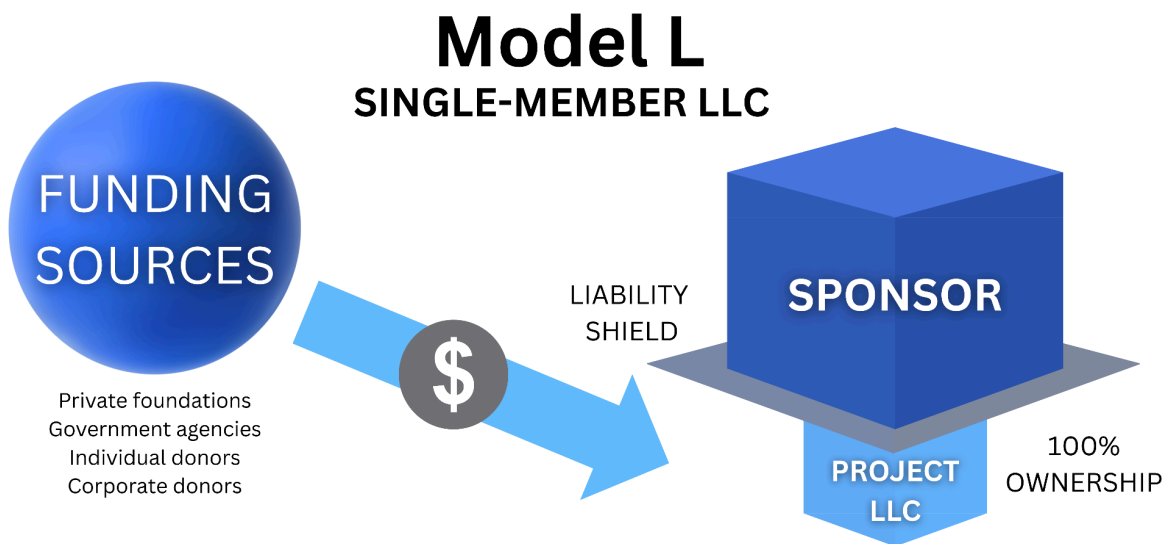 Model L
SINGLE-MEMBER LLC
FUNDING
SOURCES
Private foundations
Government agencies
Individual donors
Corporate donors
$
LIABILITY
SHIELD
SPONSOR
PROJECT
LLC
100%
OWNERSHIP